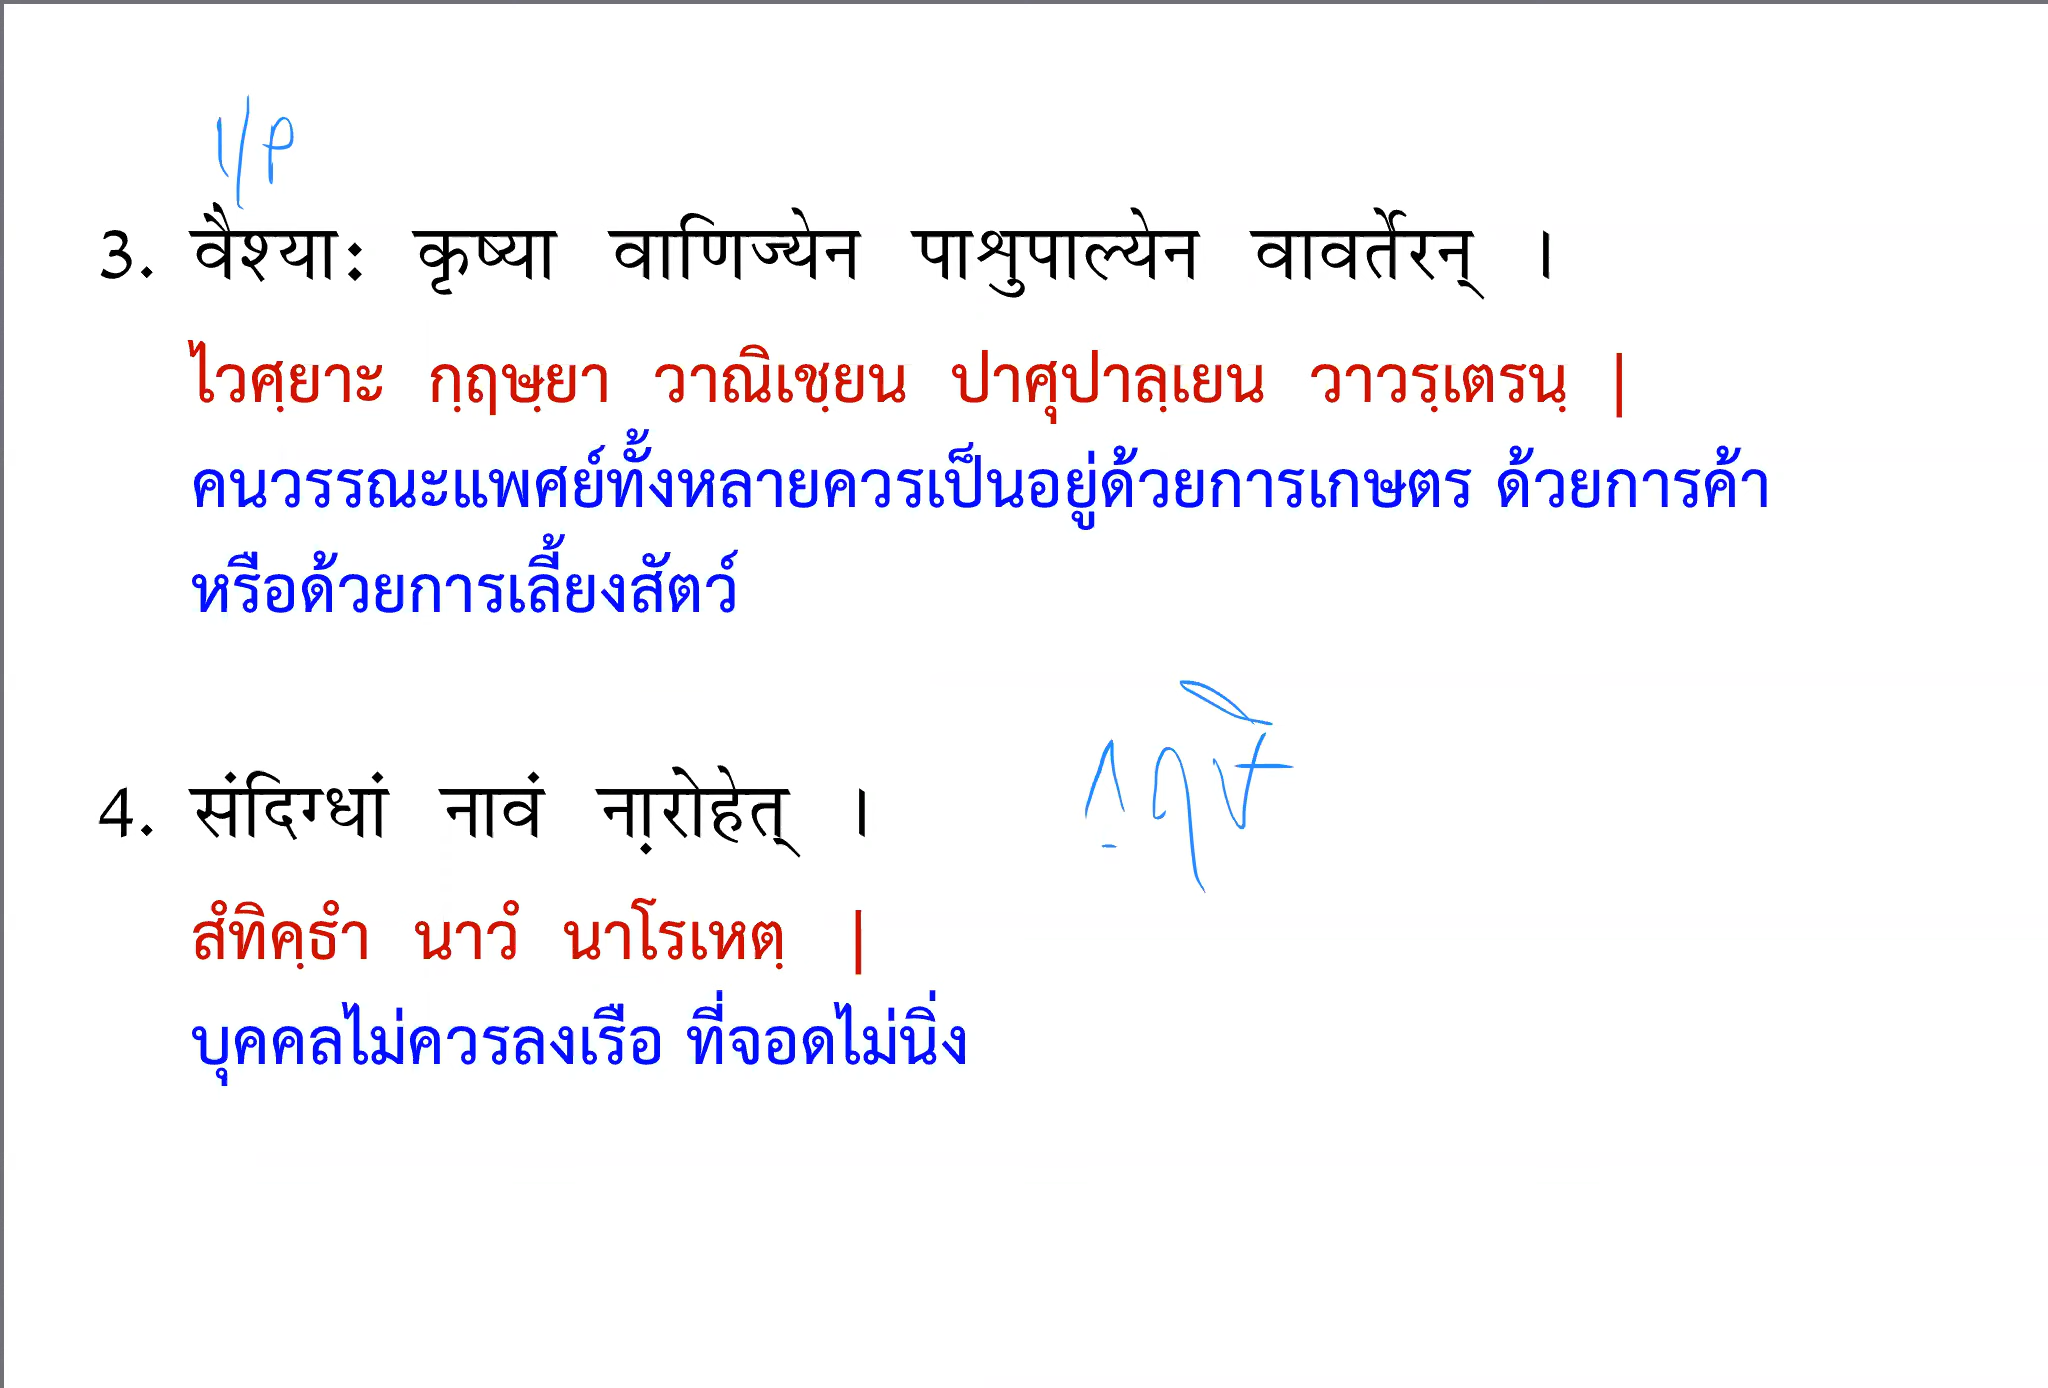 1/P
3. वैश्याः कृष्या वाणिज्येन पाशुपाल्येन वावर्तेरन् ।
ไวศฺยาะ กฺฤษฺยา วาณิเชฺยน ปาศุปาลฺเยน วาวรฺเตรนฺ |
คนวรรณะแพศย์ทั้งหลายควรเป็นอยู่ด้วยการเกษตร ด้วยการค้า
หรือด้วยการเลี้ยงสัตว์
กฺฤษิ
4. संदिग्धां नावं ना़रोहेत् ।
สํทิคฺธำ นาวํ นาโรเหตฺ |
บุคคลไม่ควรลงเรือ ที่จอดไม่นิ่ง